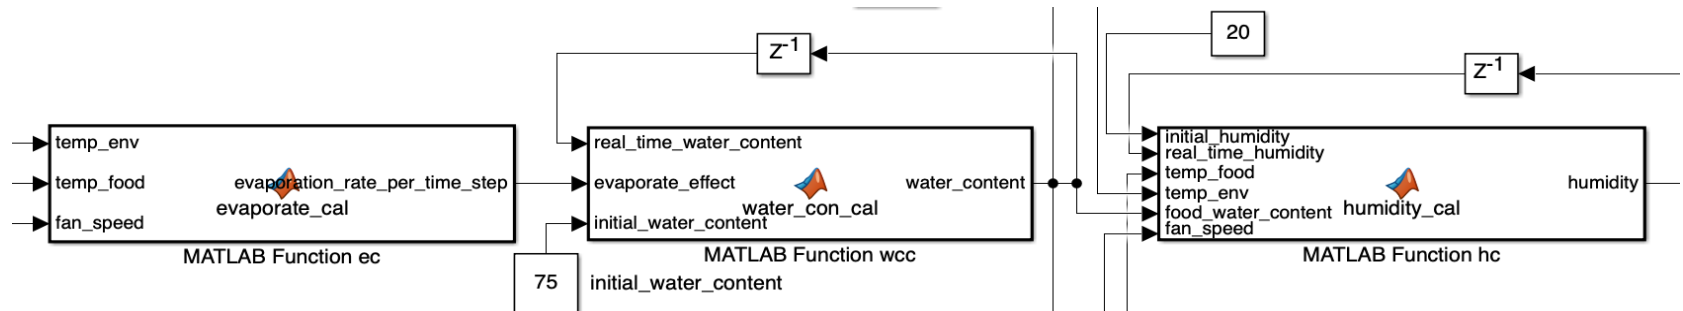 20
Z-1
Z-1
temp_env
temp_food
fan_speed
evaporation_rate_per_time_step
evaporate_cal
MATLAB Function ec
real_time_water_content
evaporate_effect
initial_water_content
water_content
water_con_cal
MATLAB Function wcc
75
initial_water_content
initial_humidity
real_time_humidity
temp_food
temp_env
food_water_content
fan_speed
humidity
humidity_cal
MATLAB Function hc